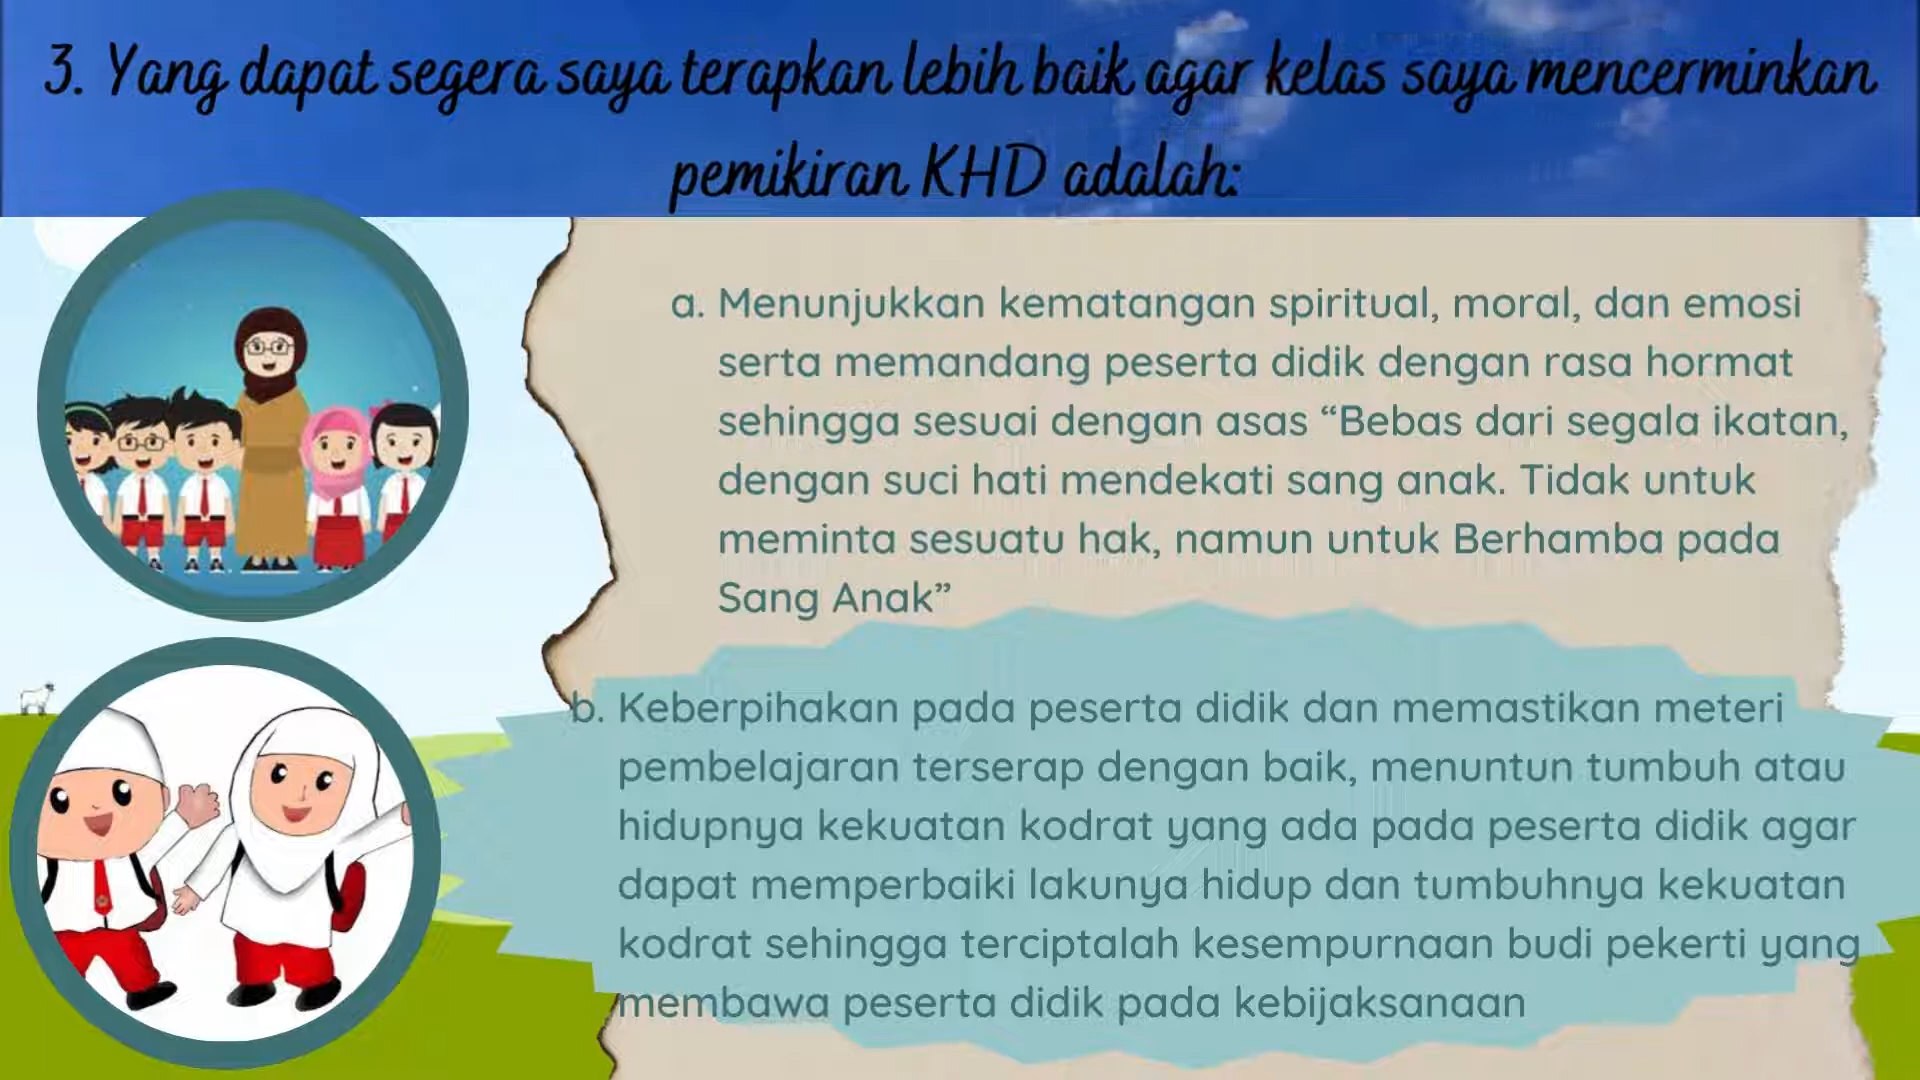 3. Yang dapat segera saya terapkan lebih baik agar kelas saya mencerminkan
pemikiran KHD adalah:
a. Menunjukkan kematangan spiritual, moral, dan emosi
serta memandang peserta didik dengan rasa hormat
sehingga sesuai dengan asas “Bebas dari segala ikatan,
dengan suci hati mendekati sang anak. Tidak untuk
meminta sesuatu hak, namun untuk Berhamba pada
Sang Anak”
b. Keberpihakan pada peserta didik dan memastikan meteri
pembelajaran terserap dengan baik, menuntun tumbuh atau
hidupnya kekuatan kodrat yang ada pada peserta didik agar
dapat memperbaiki lakunya hidup dan tumbuhnya kekuatan
kodrat sehingga terciptalah kesempurnaan budi pekerti yang
membawa peserta didik pada kebijaksanaan